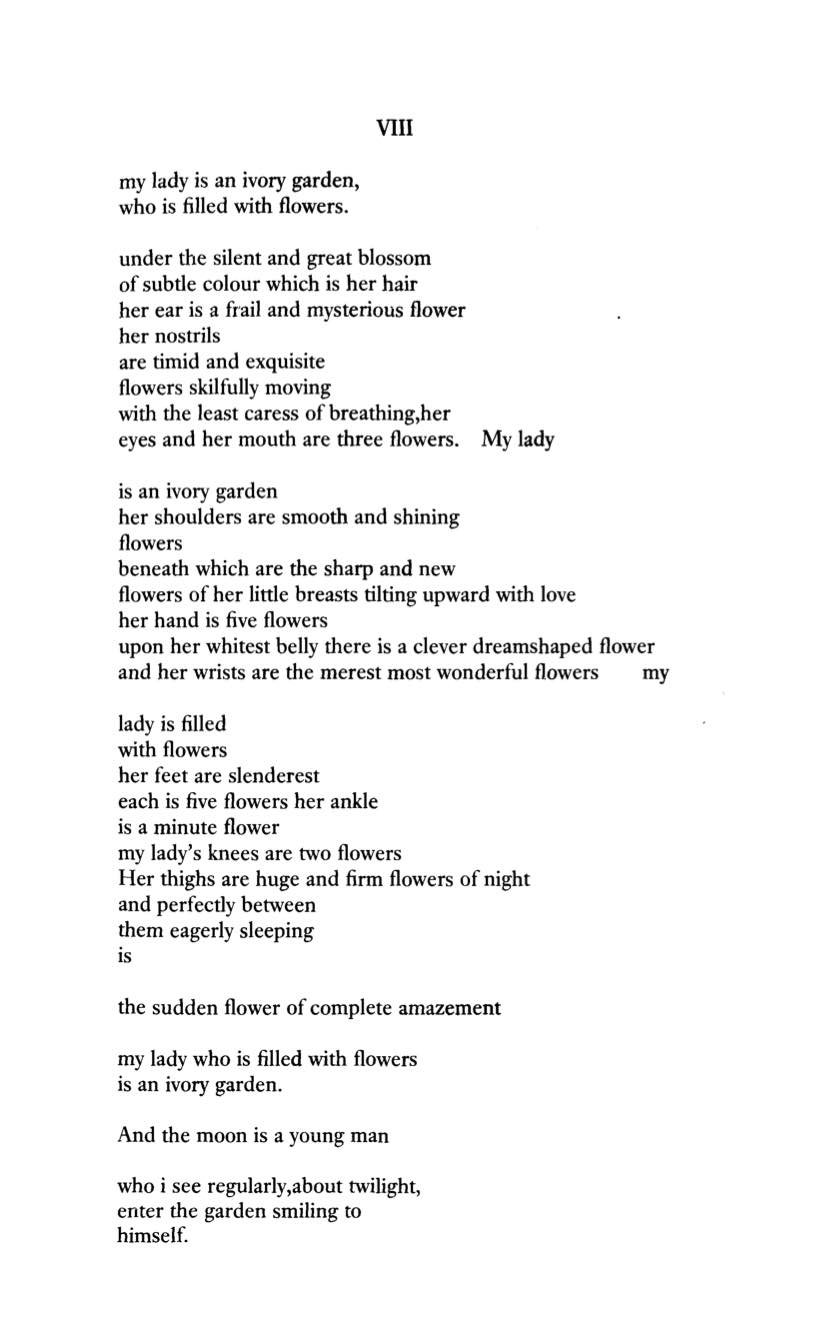 VIII
my lady is an ivory garden,
who is filled with flowers.
under the silent and great blossom
of subtle colour which is her hair
her ear is a frail and mysterious flower
her nostrils
are timid and exquisite
flowers skilfully moving
with the least caress of breathing,her
eyes and her mouth are three flowers. My lady
is an ivory garden
her shoulders are smooth and shining
flowers
beneath which are the sharp and new
flowers of her little breasts tilting upward with love
her hand is five flowers
upon her whitest belly there is a clever dreamshaped flower
and her wrists are the merest most wonderful flowers my
lady is filled
with flowers
her feet are slenderest
each is five flowers her ankle
is a minute flower
my lady's knees are two flowers
Her thighs are huge and firm flowers of night
and perfectly between
them eagerly sleeping
is
the sudden flower of complete amazement
my lady who is filled with flowers
is an ivory garden.
And the moon is a young man
who i see regularly,about twilight,
enter the garden smiling to
himself.